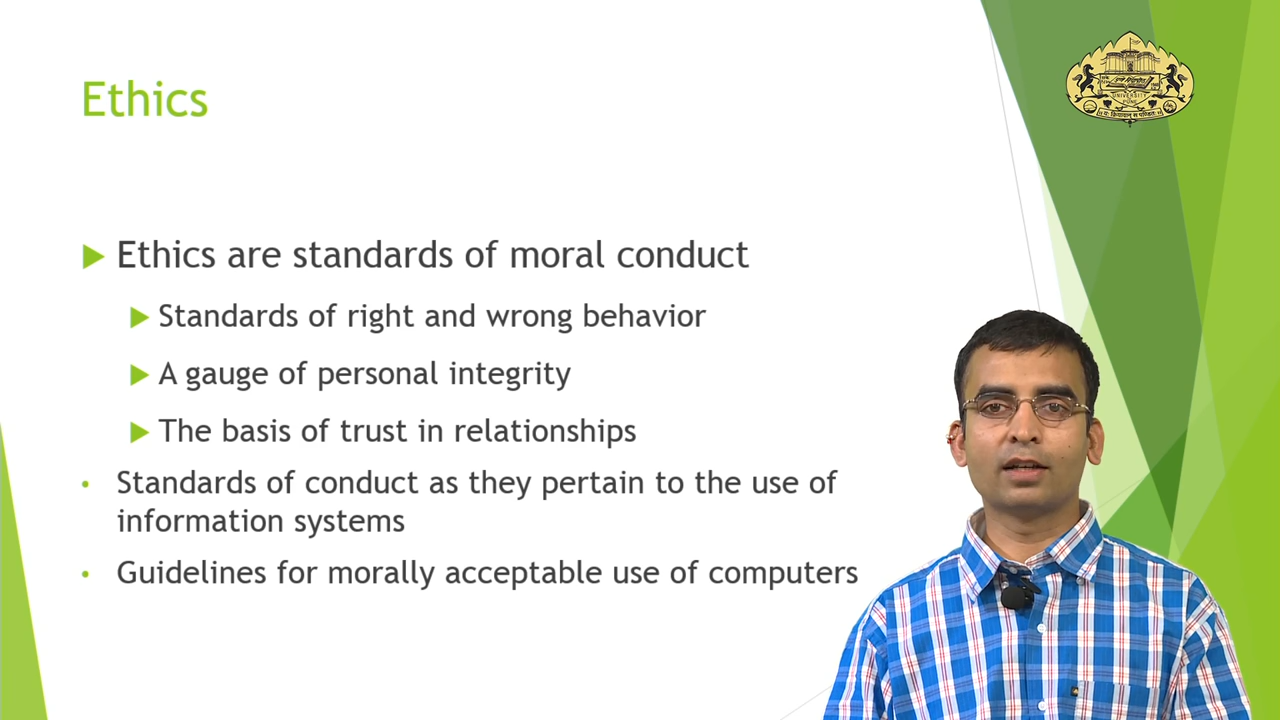 Ethics
UNIVERSITY
Ethics are standards of moral conduct
Standards of right and wrong behavior
A gauge of personal integrity
The basis of trust in relationships
Standards of conduct as they pertain to the use of
information systems
Guidelines for morally acceptable use of computers